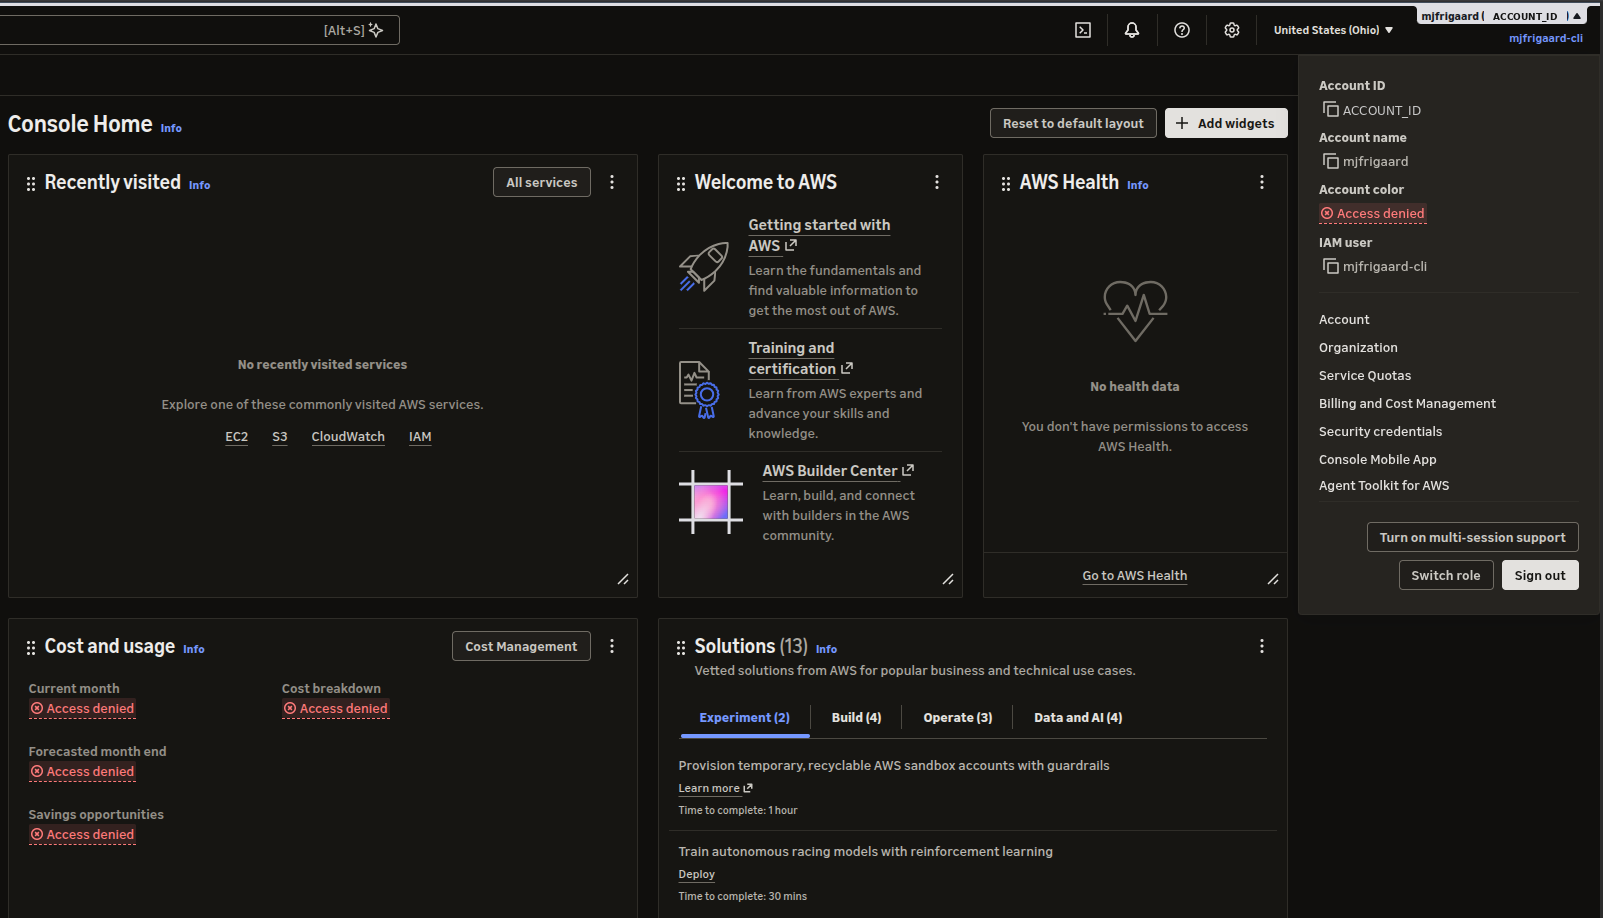 [Alt+S]
United States (Ohio)
mjfrigaard ( ACCOUNT_ID )
mjfrigaard-cli
Console Home Info
Reset to default layout
Add widgets
Recently visited Info
All services
No recently visited services
Explore one of these commonly visited AWS services.
EC2 S3 CloudWatch IAM
Welcome to AWS
Getting started with
AWS
Learn the fundamentals and
find valuable information to
get the most out of AWS.
Training and
certification
Learn from AWS experts and
advance your skills and
knowledge.
AWS Builder Center
Learn, build, and connect
with builders in the AWS
community.
AWS Health Info
No health data
You don't have permissions to access
AWS Health.
Go to AWS Health
Account ID
ACCOUNT_ID
Account name
mjfrigaard
Account color
Access denied
IAM user
mjfrigaard-cli
Account
Organization
Service Quotas
Billing and Cost Management
Security credentials
Console Mobile App
Agent Toolkit for AWS
Turn on multi-session support
Switch role
Sign out
Cost and usage Info
Cost Management
Current month
Access denied
Cost breakdown
Access denied
Forecasted month end
Access denied
Savings opportunities
Access denied
Solutions (13) Info
Vetted solutions from AWS for popular business and technical use cases.
Experiment (2)
Build (4)
Operate (3)
Data and AI (4)
Provision temporary, recyclable AWS sandbox accounts with guardrails
Learn more
Time to complete: 1 hour
Train autonomous racing models with reinforcement learning
Deploy
Time to complete: 30 mins